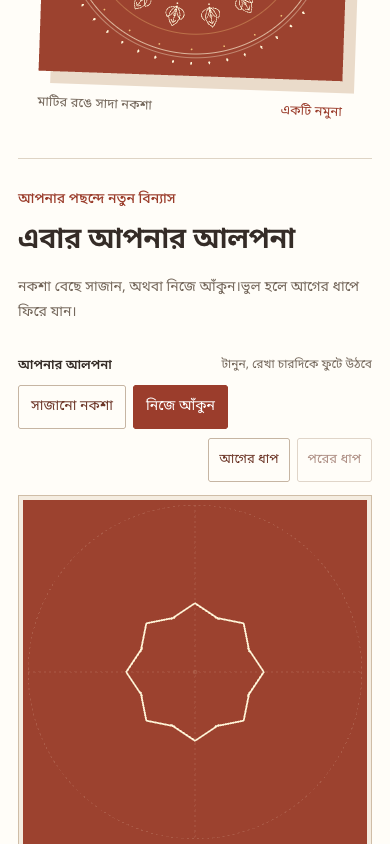 মাটির রঙে সাদা নকশা
একটি নমুনা
আপনার পছন্দে নতুন বিন্যাস
এবার আপনার আলপনা
নকশা বেছে সাজান, অথবা নিজে আঁকুন।ভুল হলে আগের ধাপে
ফিরে যান।
আপনার আলপনা
টানুন, রেখা চারদিকে ফুটে উঠবে
সাজানো নকশা
নিজে আঁকুন
আগের ধাপ
পরের ধাপ